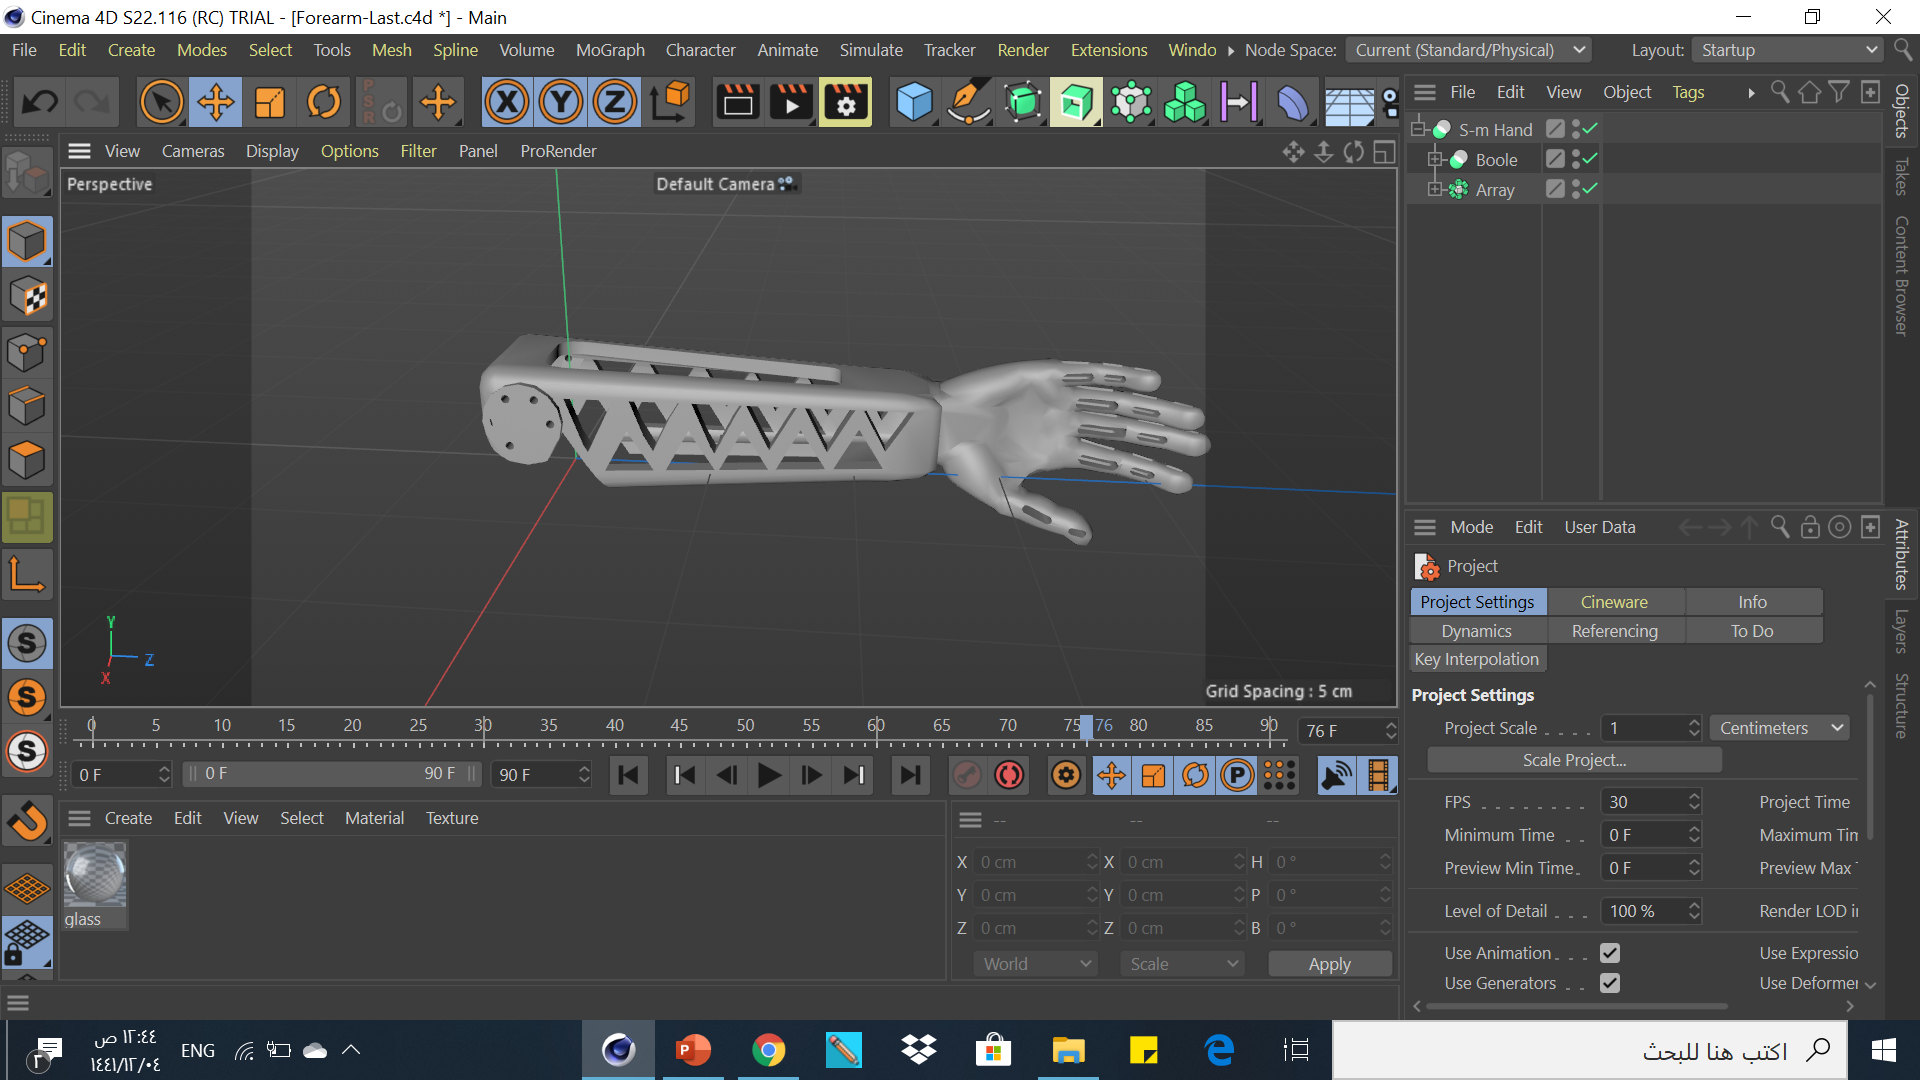 Cinema 4D S22.116 (RC) TRIAL - [Forearm-Last.c4d *] - Main
File Edit Create Modes Select Tools Mesh Spline Volume MoGraph Character Animate Simulate Tracker Render Extensions Windo Node Space: Current (Standard/Physical) Layout: Startup
PSR X Y Z
File Edit View Object Tags
Objects
Takes
Content Browser
S-m Hand
Boole
Array
View Cameras Display Options Filter Panel ProRender
Perspective
Default Camera
Y
Z
X
Grid Spacing : 5 cm
Mode Edit User Data
Attributes
Layers
Structure
Project
Project Settings Cineware Info
Dynamics Referencing To Do
Key Interpolation
Project Settings
Project Scale 1 Centimeters
Scale Project...
FPS 30 Project Time
Minimum Time 0 F Maximum Tim
Preview Min Time 0 F Preview Max
Level of Detail 100 % Render LOD i
Use Animation Use Expressio
Use Generators Use Deformer
S
S
S
0 5 10 15 20 25 30 35 40 45 50 55 60 65 70 75 76 80 85 90 76 F
0 F 0 F 90 F 90 F P
Create Edit View Select Material Texture
glass
-- -- --
X 0 cm X 0 cm H 0 °
Y 0 cm Y 0 cm P 0 °
Z 0 cm Z 0 cm B 0 °
World Scale Apply
٣
١٢:٤٤ ص
١٤٤١/١٢/٠٤
ENG
P
اكتب هنا للبحث